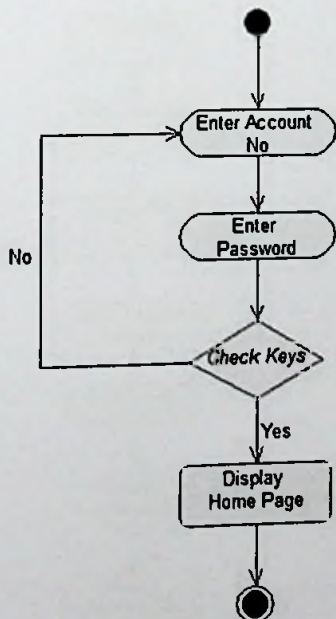 Enter Account
No
Enter
Password
No
Check Keys
Yes
Display
Home Page